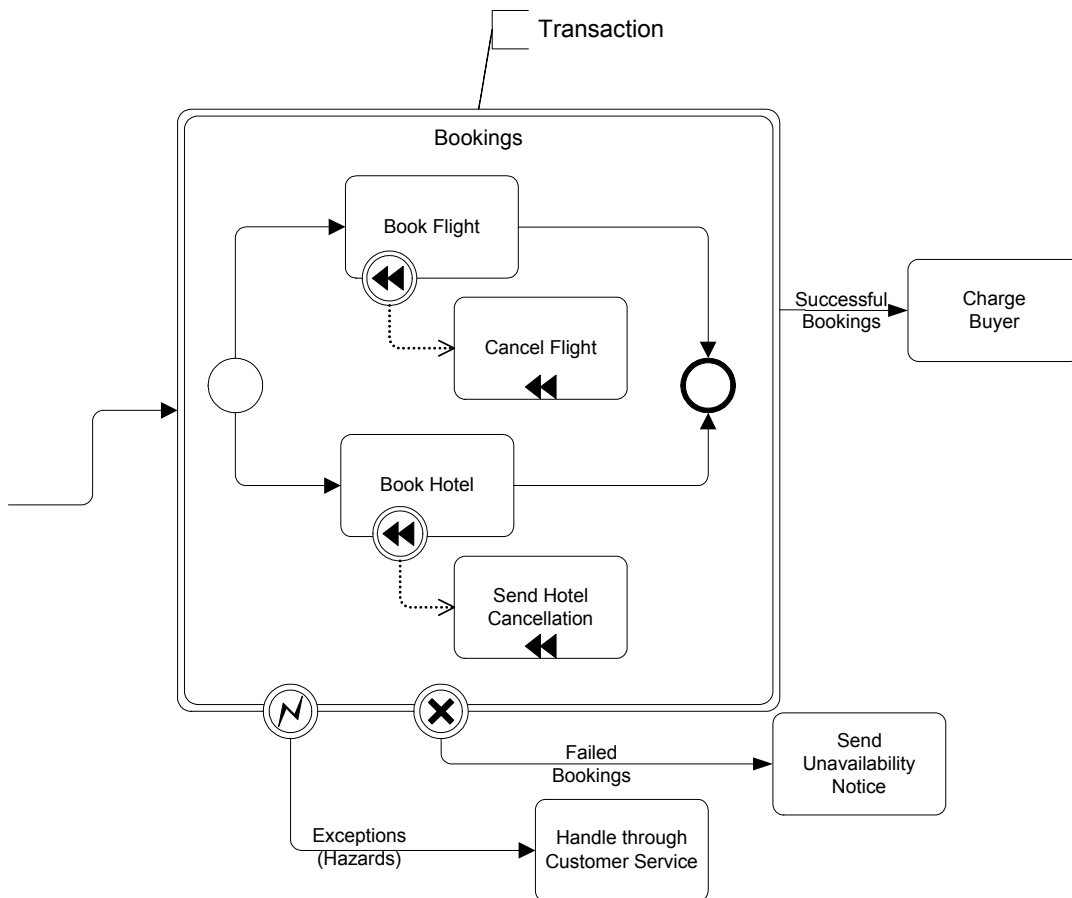 Transaction
Bookings
Book Flight
Cancel Flight
Successful
Bookings
Charge
Buyer
Book Hotel
Send Hotel
Cancellation
Failed
Bookings
Send
Unavailability
Notice
Exceptions
(Hazards)
Handle through
Customer Service